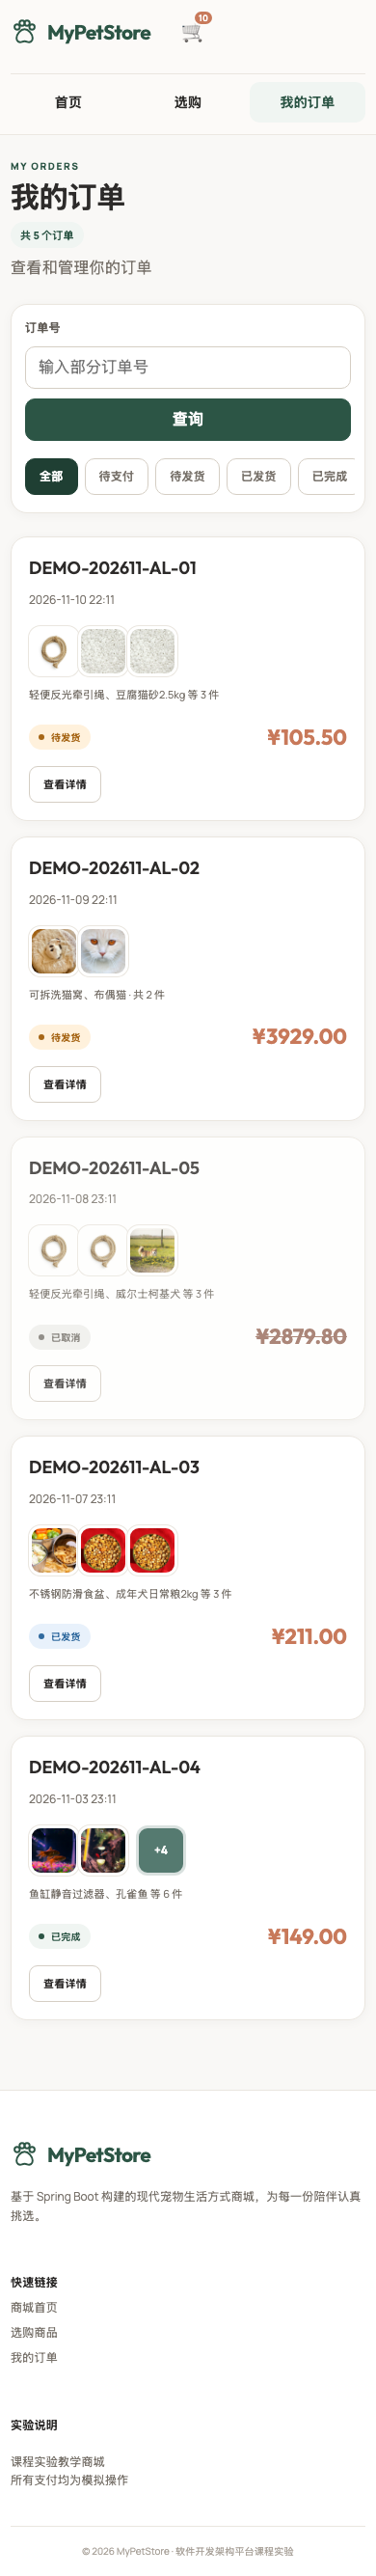 MyPetStore
10
首页
选购
我的订单
MY ORDERS
我的订单
共 5 个订单
查看和管理你的订单
订单号
输入部分订单号
查询
全部
待支付
待发货
已发货
已完成
DEMO-202611-AL-01
2026-11-10 22:11
轻便反光牵引绳、豆腐猫砂2.5kg 等 3 件
待发货
¥105.50
查看详情
DEMO-202611-AL-02
2026-11-09 22:11
可拆洗猫窝、布偶猫 · 共 2 件
待发货
¥3929.00
查看详情
DEMO-202611-AL-05
2026-11-08 23:11
轻便反光牵引绳、威尔士柯基犬 等 3 件
已取消
¥2879.80
查看详情
DEMO-202611-AL-03
2026-11-07 23:11
不锈钢防滑食盆、成年犬日常粮2kg 等 3 件
已发货
¥211.00
查看详情
DEMO-202611-AL-04
2026-11-03 23:11
+4
鱼缸静音过滤器、孔雀鱼 等 6 件
已完成
¥149.00
查看详情
MyPetStore
基于 Spring Boot 构建的现代宠物生活方式商城，为每一份陪伴认真
挑选。
快速链接
商城首页
选购商品
我的订单
实验说明
课程实验教学商城
所有支付均为模拟操作
© 2026 MyPetStore · 软件开发架构平台课程实验